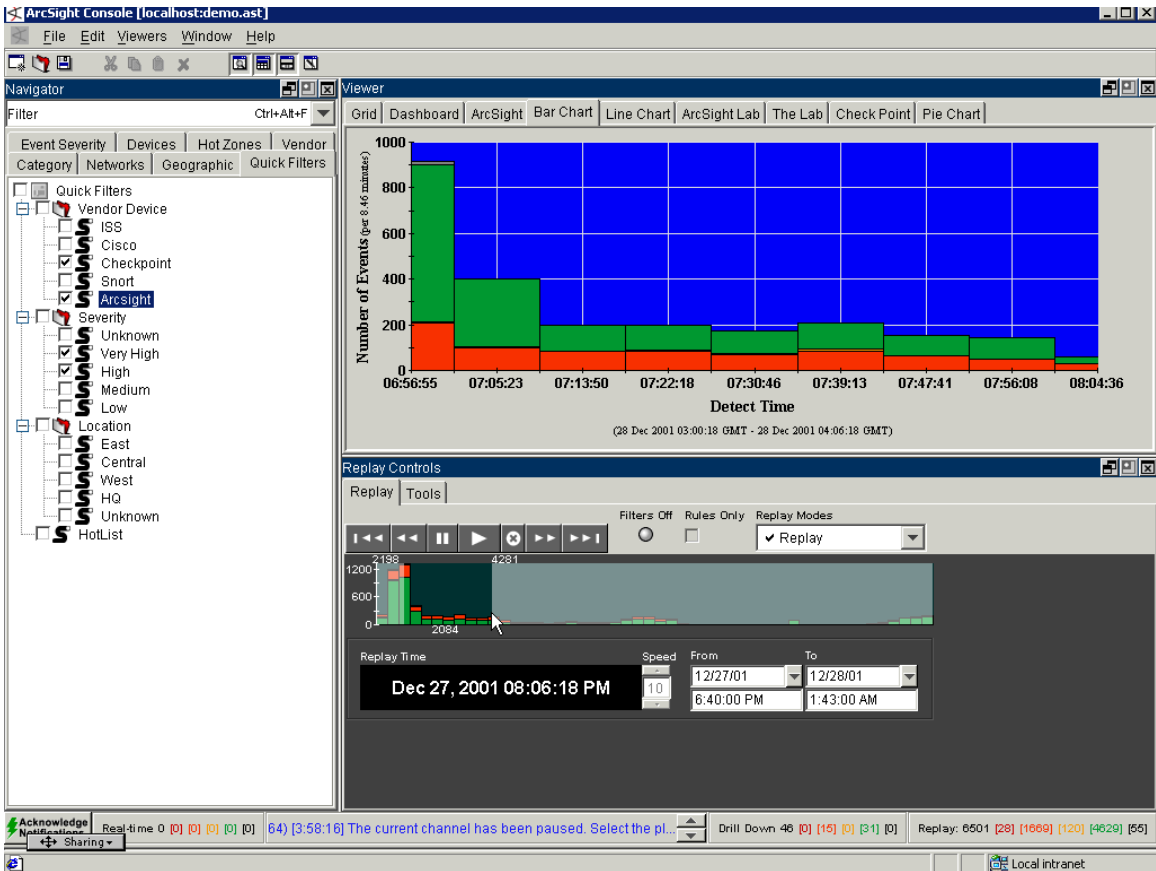 ArcSight Console [localhost:demo.ast]
File Edit Viewers Window Help
Navigator
Filter Ctrl+Alt+F
Event Severity Devices Hot Zones Vendor
Category Networks Geographic Quick Filters
Quick Filters
Vendor Device
ISS
Cisco
Checkpoint
Snort
Arcsight
Severity
Unknown
Very High
High
Medium
Low
Location
East
Central
West
HQ
Unknown
HotList
Viewer
Grid Dashboard ArcSight Bar Chart Line Chart ArcSight Lab The Lab Check Point Pie Chart
Number of Events (per 8.46 minutes)
1000
800
600
400
200
0
06:56:55 07:05:23 07:13:50 07:22:18 07:30:46 07:39:13 07:47:41 07:56:08 08:04:36
Detect Time
(28 Dec 2001 03:00:18 GMT - 28 Dec 2001 04:06:18 GMT)
Replay Controls
Replay Tools
Filters Off Rules Only Replay Modes
Replay
2198 4281
1200
600
0
2084
Replay Time Speed From To
Dec 27, 2001 08:06:18 PM 10 12/27/01 12/28/01
6:40:00 PM 1:43:00 AM
Acknowledge
Notifications
Real-time 0 [0] [0] [0] [0] [0]
64) [3:58:16] The current channel has been paused. Select the pl...
Drill Down 46 [0] [15] [0] [31] [0]
Replay: 6501 [28] [1669] [120] [4629] [55]
Sharing
Local intranet